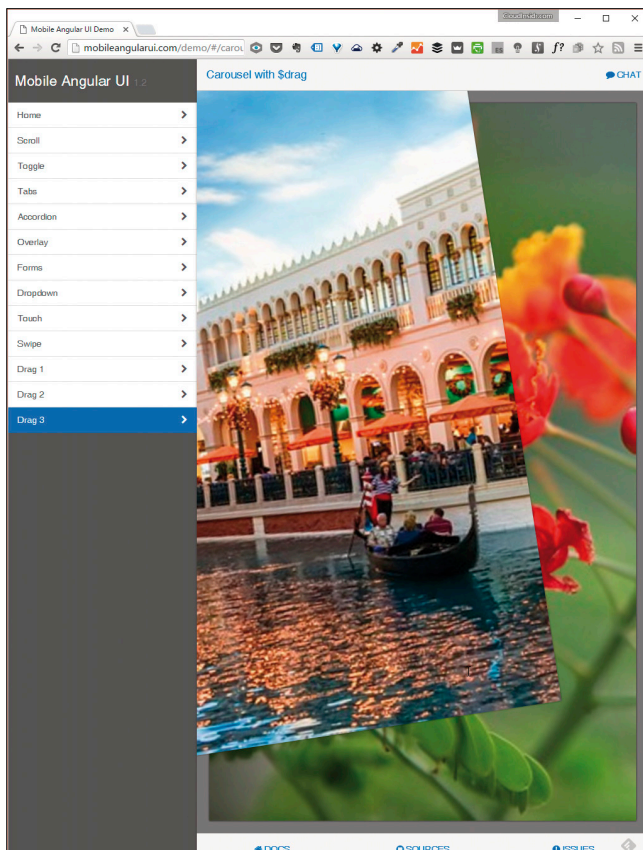 Mobile Angular UI Demo
mobileangularui.com/demo/#/carou
f?
Mobile Angular UI 1.2
Carousel with $drag
CHAT
Home
Scroll
Toggle
Tabs
Accordion
Overlay
Forms
Dropdown
Touch
Swipe
Drag 1
Drag 2
Drag 3
DOCS
SOURCES
ISSUES